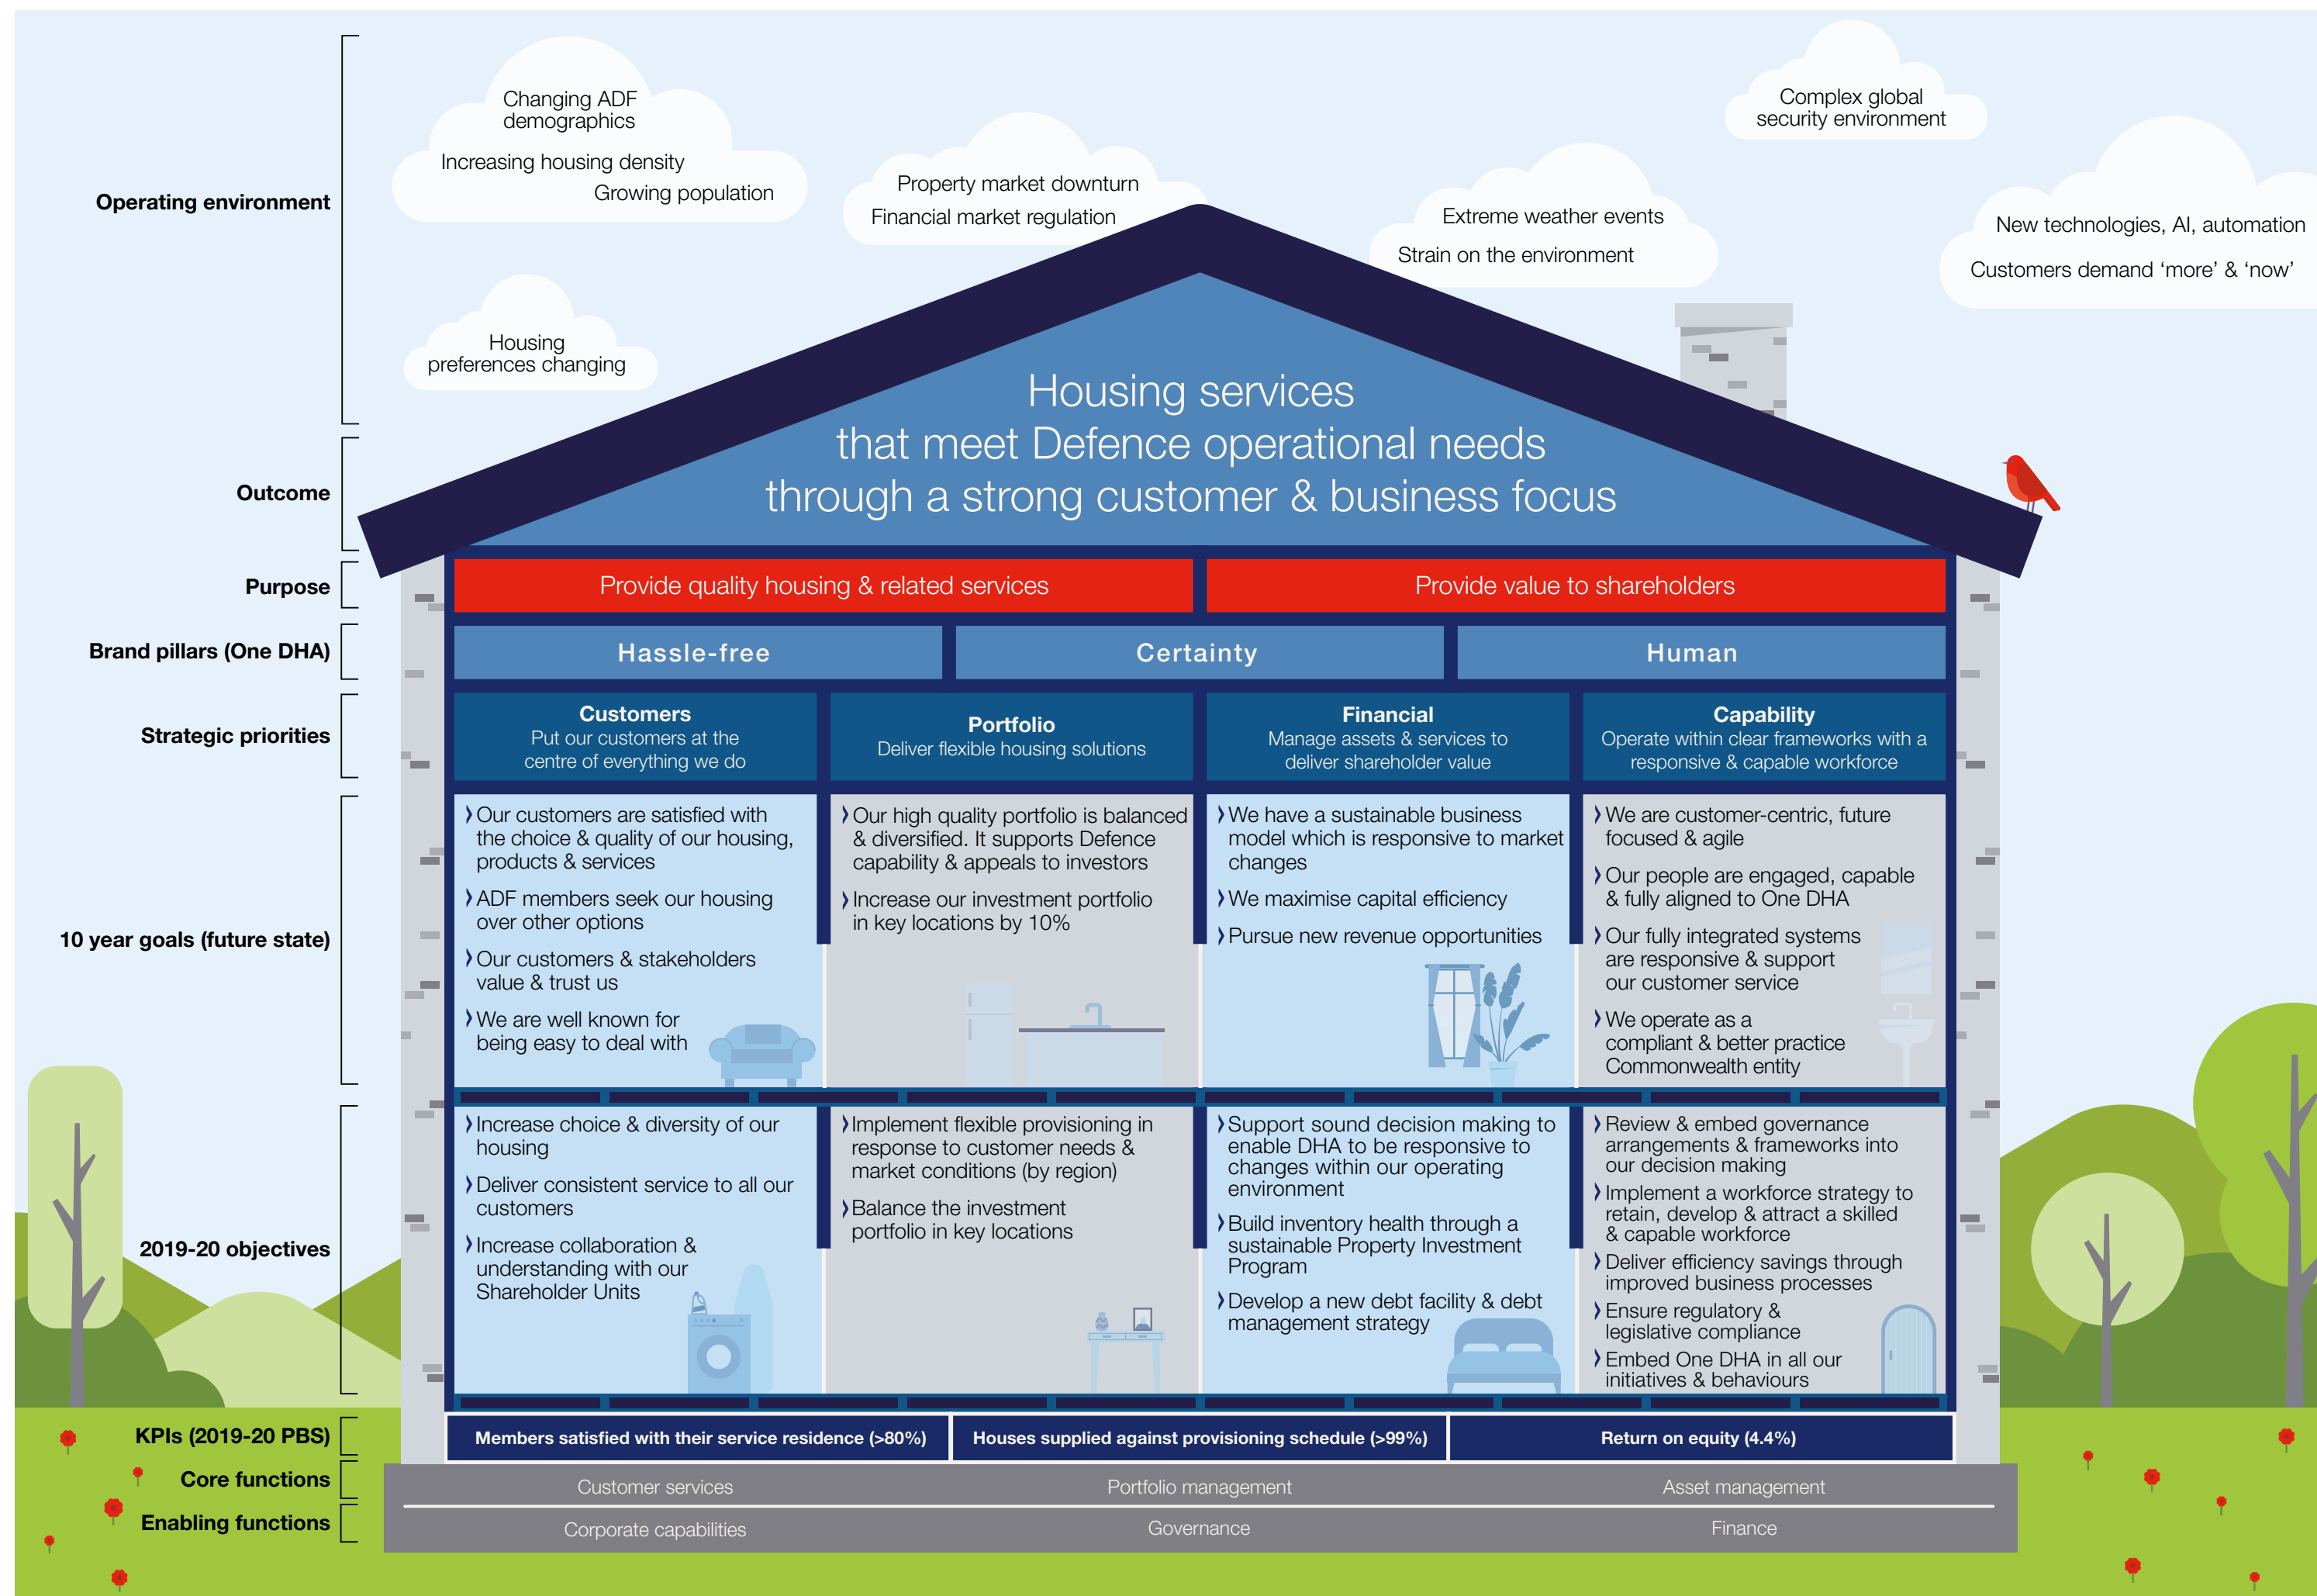 Operating environment
Changing ADF
demographics
Increasing housing density
Growing population
Property market downturn
Financial market regulation
Housing
preferences changing
Complex global
security environment
Extreme weather events
Strain on the environment
New technologies, AI, automation
Customers demand ‘more’ & ‘now’
Outcome
Housing services
that meet Defence operational needs
through a strong customer & business focus
Purpose
Provide quality housing & related services
Provide value to shareholders
Brand pillars (One DHA)
Hassle-free
Certainty
Human
Strategic priorities
Customers
Put our customers at the
centre of everything we do
Portfolio
Deliver flexible housing solutions
Financial
Manage assets & services to
deliver shareholder value
Capability
Operate within clear frameworks with a
responsive & capable workforce
10 year goals (future state)
Our customers are satisfied with
the choice & quality of our housing,
products & services
ADF members seek our housing
over other options
Our customers & stakeholders
value & trust us
We are well known for
being easy to deal with
Our high quality portfolio is balanced
& diversified. It supports Defence
capability & appeals to investors
Increase our investment portfolio
in key locations by 10%
We have a sustainable business
model which is responsive to market
changes
We maximise capital efficiency
Pursue new revenue opportunities
We are customer-centric, future
focused & agile
Our people are engaged, capable
& fully aligned to One DHA
Our fully integrated systems
are responsive & support
our customer service
We operate as a
compliant & better practice
Commonwealth entity
2019-20 objectives
Increase choice & diversity of our
housing
Deliver consistent service to all our
customers
Increase collaboration &
understanding with our
Shareholder Units
Implement flexible provisioning in
response to customer needs &
market conditions (by region)
Balance the investment
portfolio in key locations
Support sound decision making to
enable DHA to be responsive to
changes within our operating
environment
Build inventory health through a
sustainable Property Investment
Program
Develop a new debt facility & debt
management strategy
Review & embed governance
arrangements & frameworks into
our decision making
Implement a workforce strategy to
retain, develop & attract a skilled
& capable workforce
Deliver efficiency savings through
improved business processes
Ensure regulatory &
legislative compliance
Embed One DHA in all our
initiatives & behaviours
KPIs (2019-20 PBS)
Members satisfied with their service residence (>80%)
Houses supplied against provisioning schedule (>99%)
Return on equity (4.4%)
Core functions
Customer services
Portfolio management
Asset management
Enabling functions
Corporate capabilities
Governance
Finance